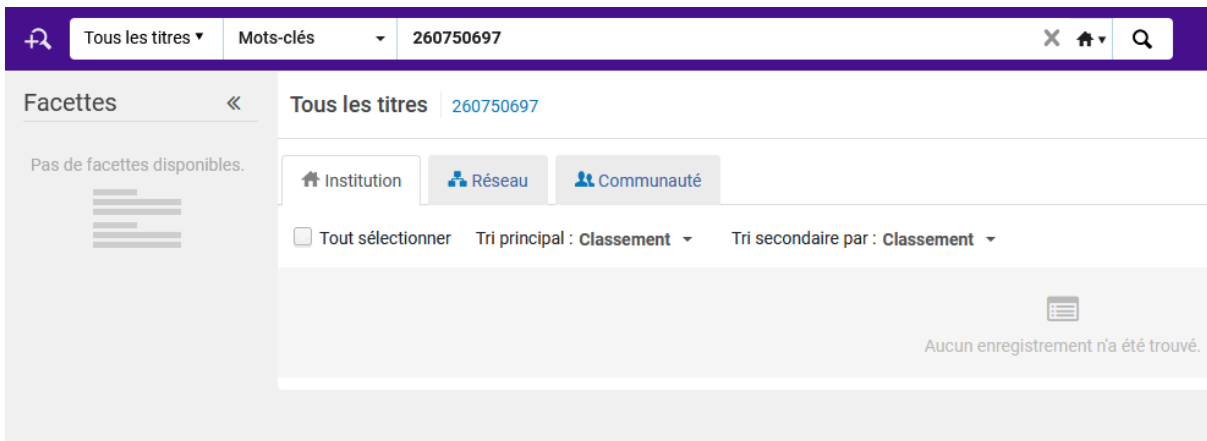 Tous les titres ▾ Mots-clés 260750697
Facettes «
Tous les titres 260750697
Pas de facettes disponibles.
Institution Réseau Communauté
Tout sélectionner Tri principal : Classement Tri secondaire par : Classement
Aucun enregistrement n'a été trouvé.